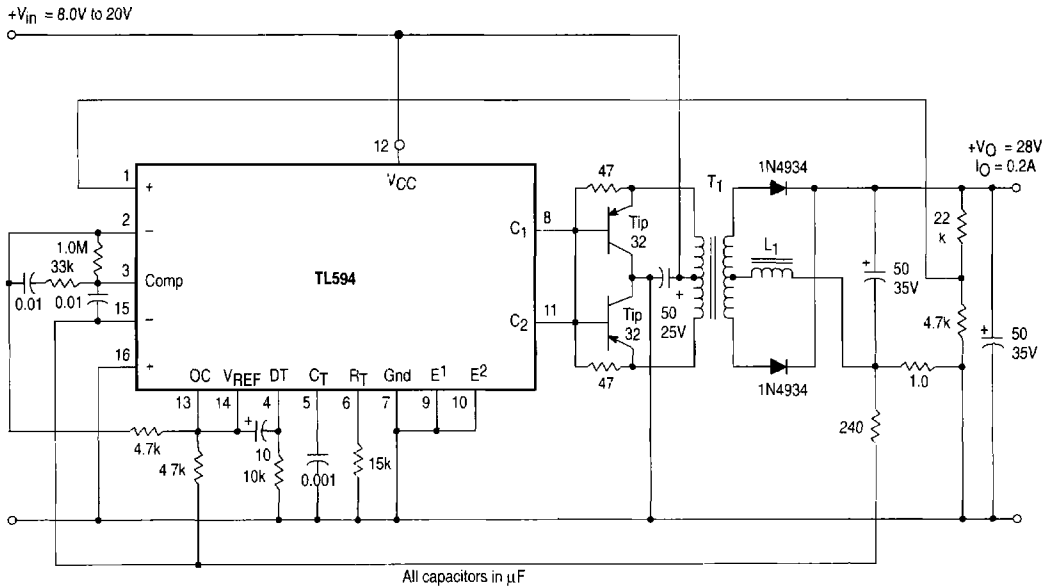 +Vin = 8.0V to 20V
+VO = 28V
IO = 0.2A
12
VCC
1
+
2
−
1.0M
33k
3
Comp
0.01
0.01
15
−
16
+
TL594
C1
8
C2
11
47
Tip
32
Tip
32
47
50
25V
+
T1
1N4934
L1
1N4934
+
50
35V
22
k
4.7k
+
50
35V
1.0
240
OC
VREF
DT
CT
RT
Gnd
E1
E2
13
14
4
5
6
7
9
10
4.7k
4.7k
+
10
10k
0.001
15k
All capacitors in μF